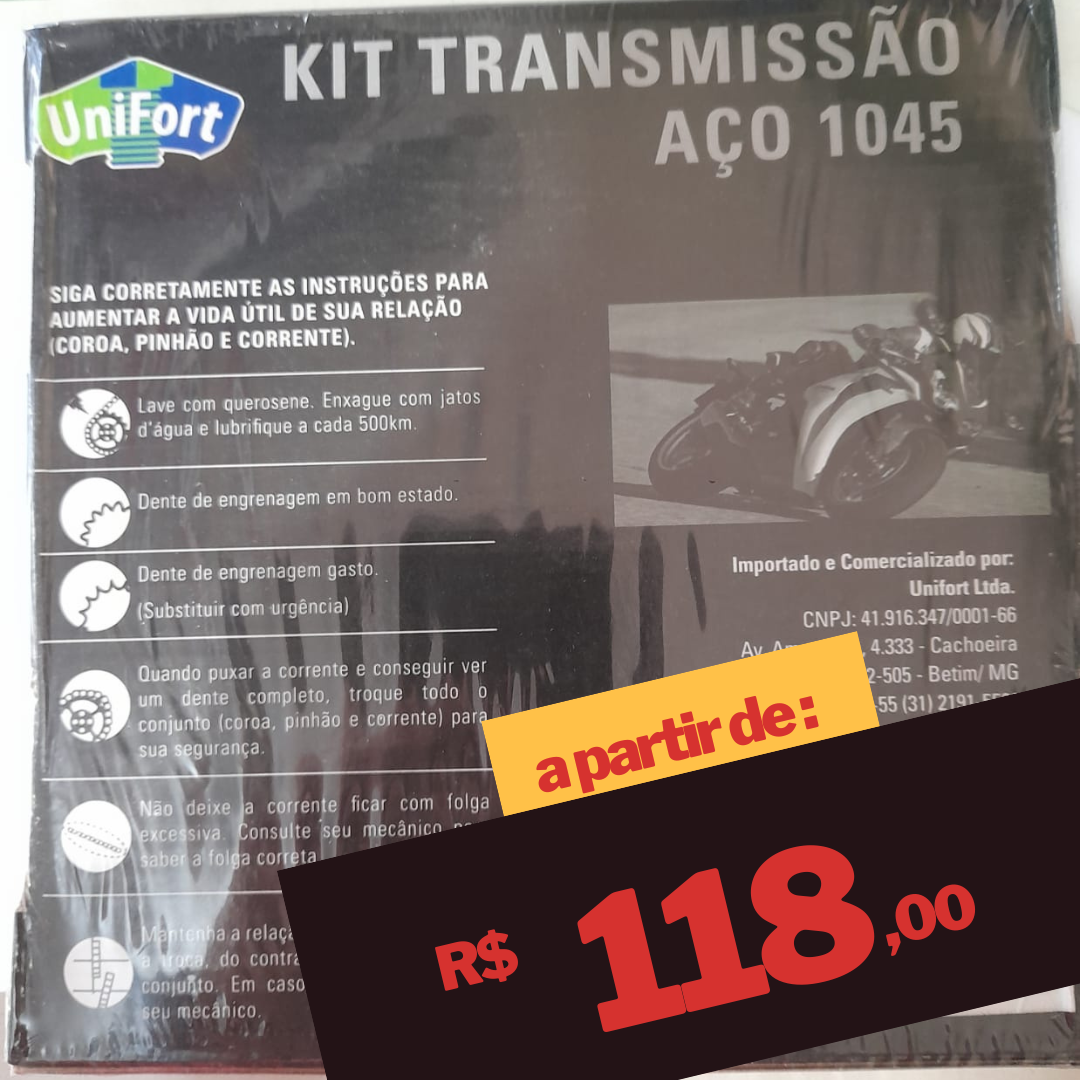 UniFort
KIT TRANSMISSÃO
AÇO 1045
SIGA CORRETAMENTE AS INSTRUÇÕES PARA
AUMENTAR A VIDA ÚTIL DE SUA RELAÇÃO
(COROA, PINHÃO E CORRENTE).
Lave com querosene. Enxague com jatos
d'água e lubrifique a cada 500km.
Dente de engrenagem em bom estado.
Dente de engrenagem gasto.
(Substituir com urgência)
Quando puxar a corrente e conseguir ver
um dente completo, troque todo o
conjunto (coroa, pinhão e corrente) para
sua segurança.
Não deixe a corrente ficar com folga
excessiva. Consulte seu mecânico
saber a folga correta
Mantenha a
a troca, do
conjunto. Em caso
seu mecânico.
Importado e Comercializado por:
Unifort Ltda.
CNPJ: 41.916.347/0001-66
Av. 4.333 - Cachoeira
2-505 - Betim/ MG
55 (31) 2191
a partir de:
R$ 118,00